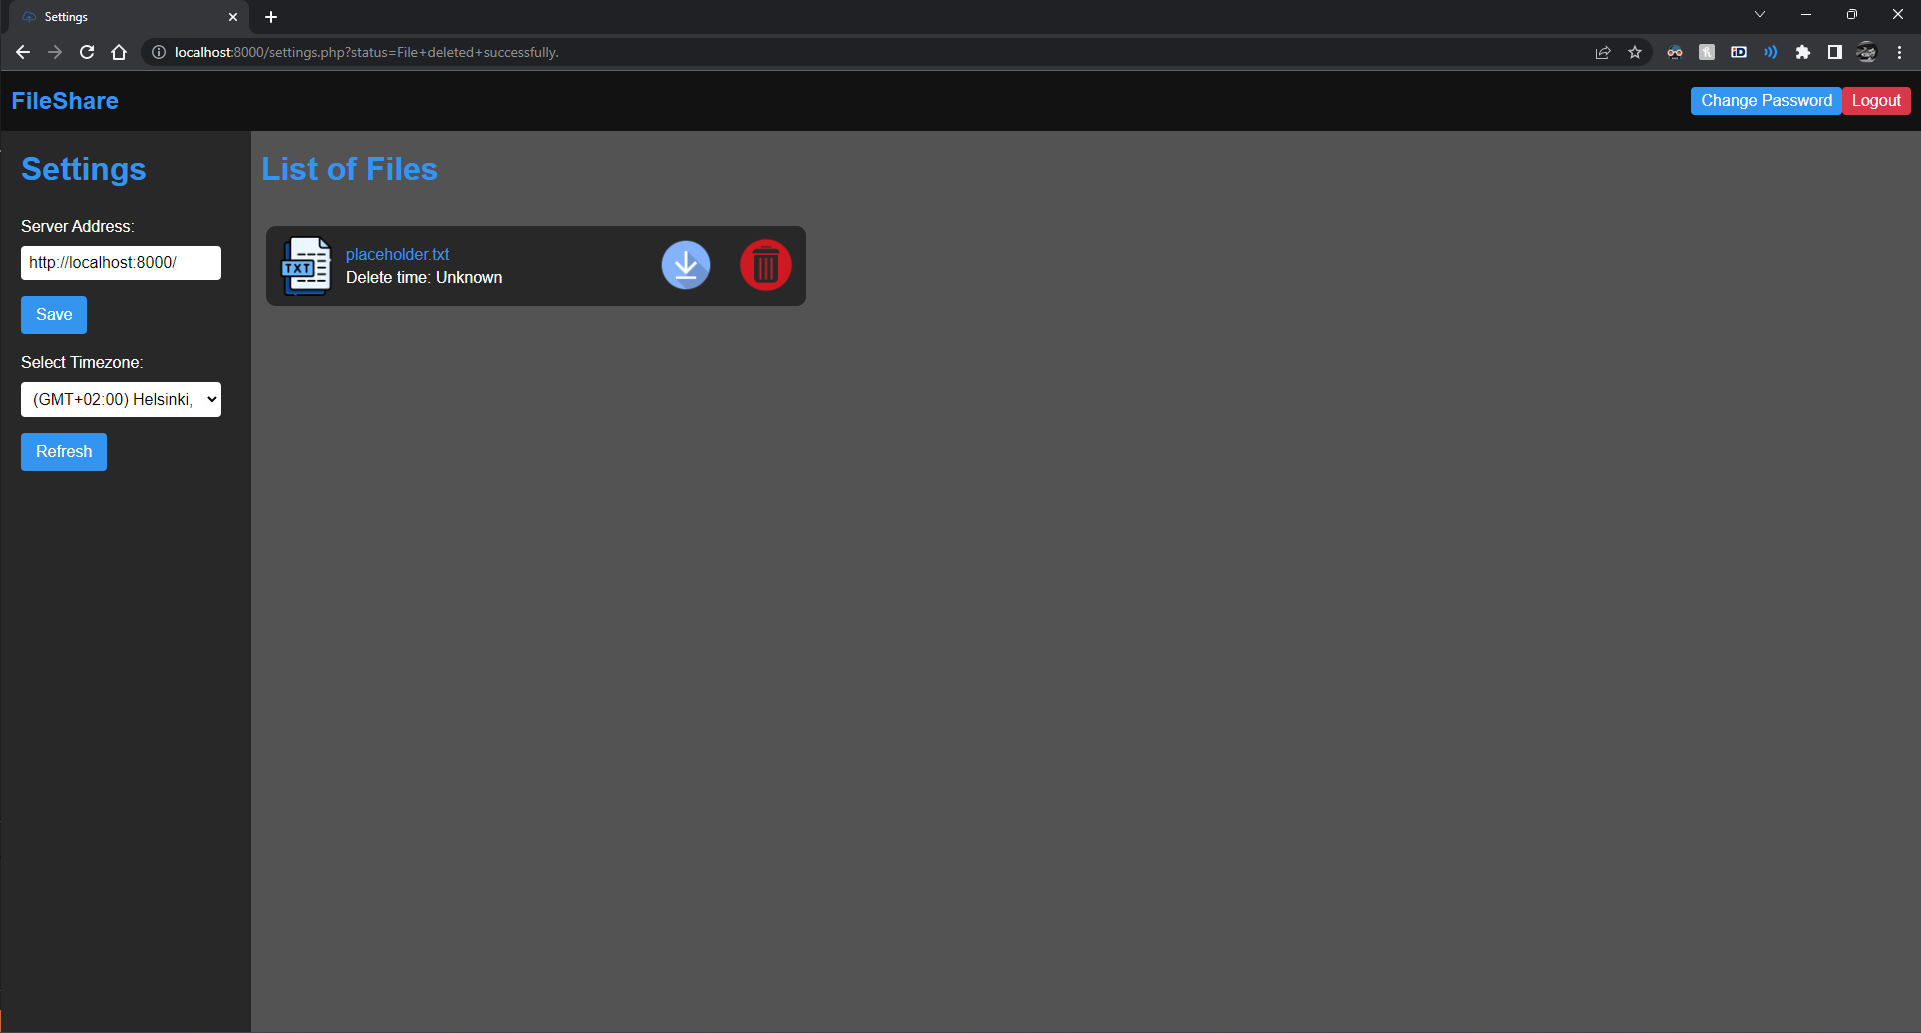 Settings
localhost:8000/settings.php?status=File+deleted+successfully.
FileShare
Change Password
Logout
Settings
Server Address:
http://localhost:8000/
Save
Select Timezone:
(GMT+02:00) Helsinki,
Refresh
List of Files
TXT
placeholder.txt
Delete time: Unknown